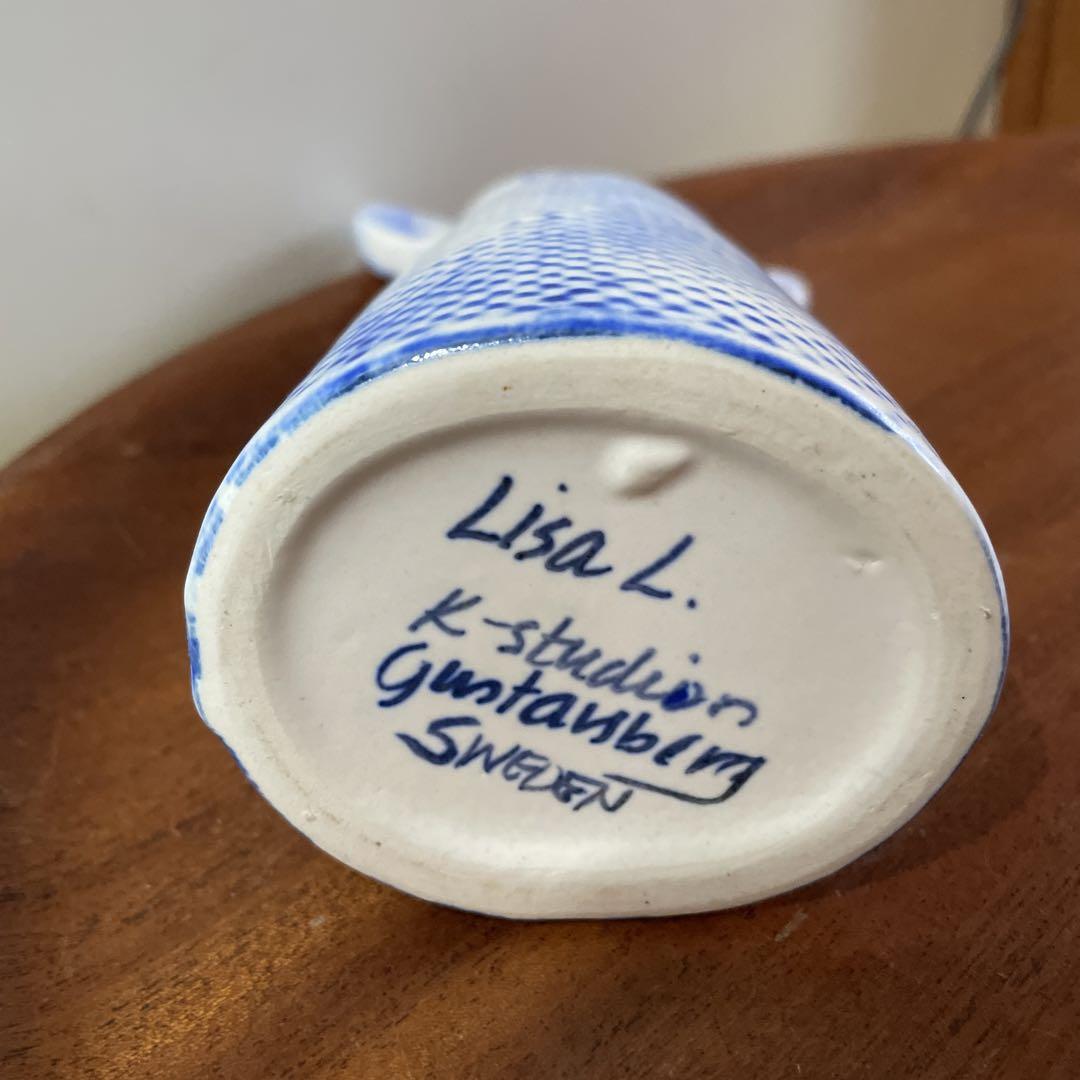 Lisa L.
K-studion
Gustavsberg
SWEDEN